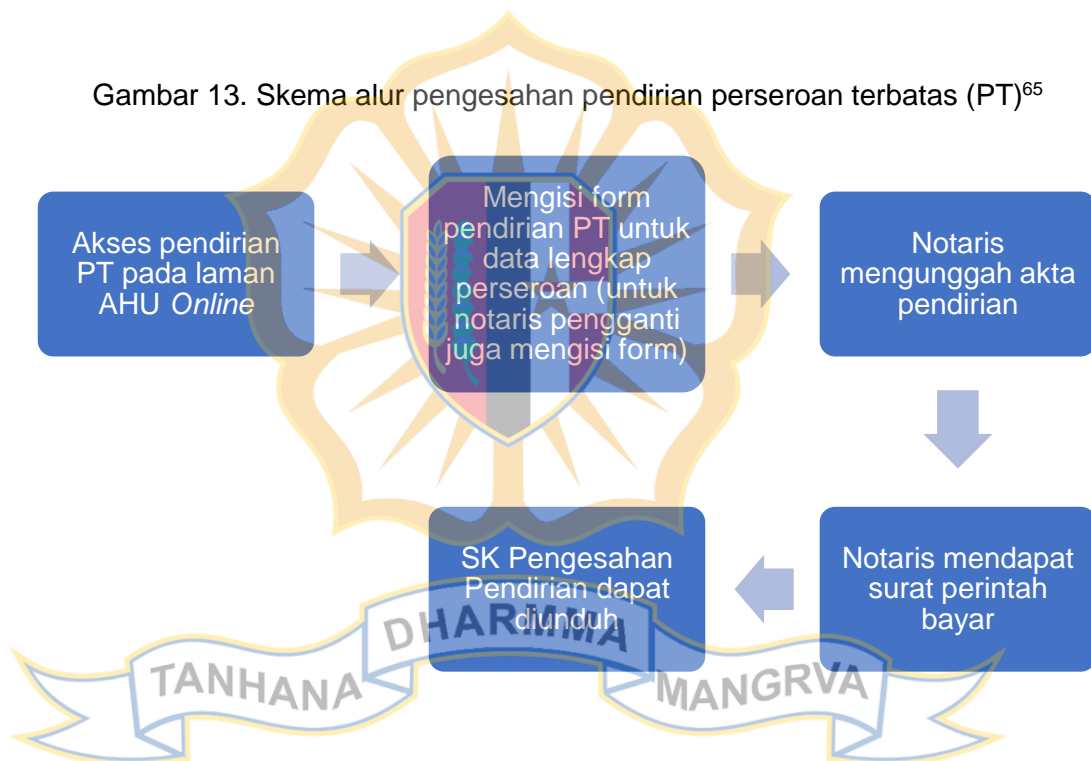 Gambar 13. Skema alur pengesahan pendirian perseroan terbatas (PT)65
Akses pendirian
PT pada laman
AHU Online
Mengisi form
pendirian PT untuk
data lengkap
perseroan (untuk
notaris pengganti
juga mengisi form)
Notaris
mengunggah akta
pendirian
Notaris mendapat
surat perintah
bayar
SK Pengesahan
Pendirian dapat
diunduh
TANHANA DHARMMA MANGRVA